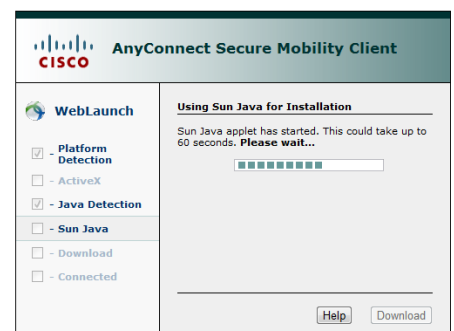 CISCO
AnyConnect Secure Mobility Client
WebLaunch
- Platform
Detection
- ActiveX
- Java Detection
- Sun Java
- Download
- Connected
Using Sun Java for Installation
Sun Java applet has started. This could take up to
60 seconds. Please wait...
Help
Download